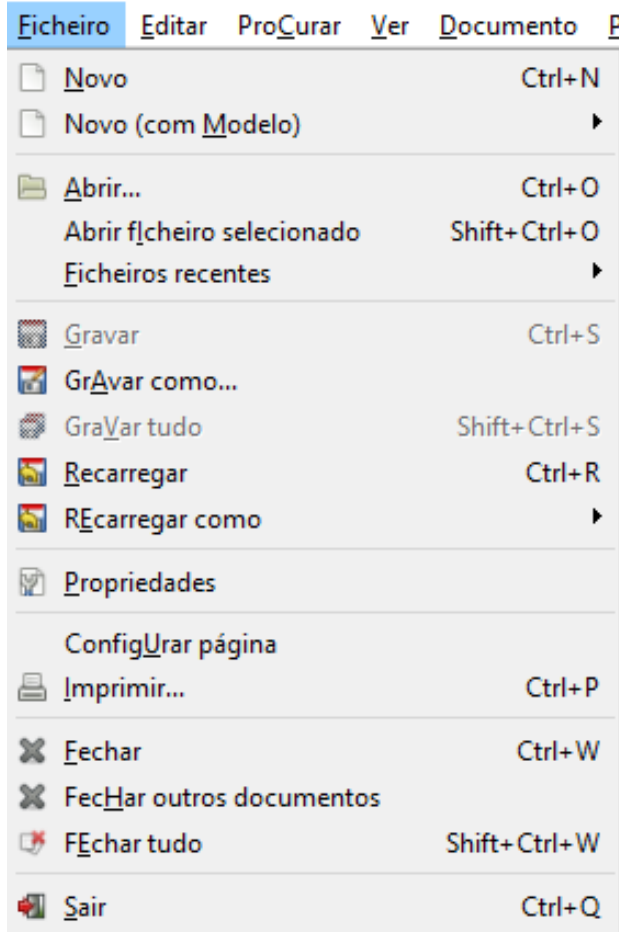 Ficheiro Editar ProCurar Ver Documento
Novo Ctrl+N
Novo (com Modelo)
Abrir... Ctrl+O
Abrir fIcheiro selecionado Shift+Ctrl+O
Ficheiros recentes
Gravar Ctrl+S
GrAvar como...
GraVar tudo Shift+Ctrl+S
Recarregar Ctrl+R
REcarregar como
Propriedades
ConfigUrar página
Imprimir... Ctrl+P
Fechar Ctrl+W
FecHar outros documentos
FEchar tudo Shift+Ctrl+W
Sair Ctrl+Q